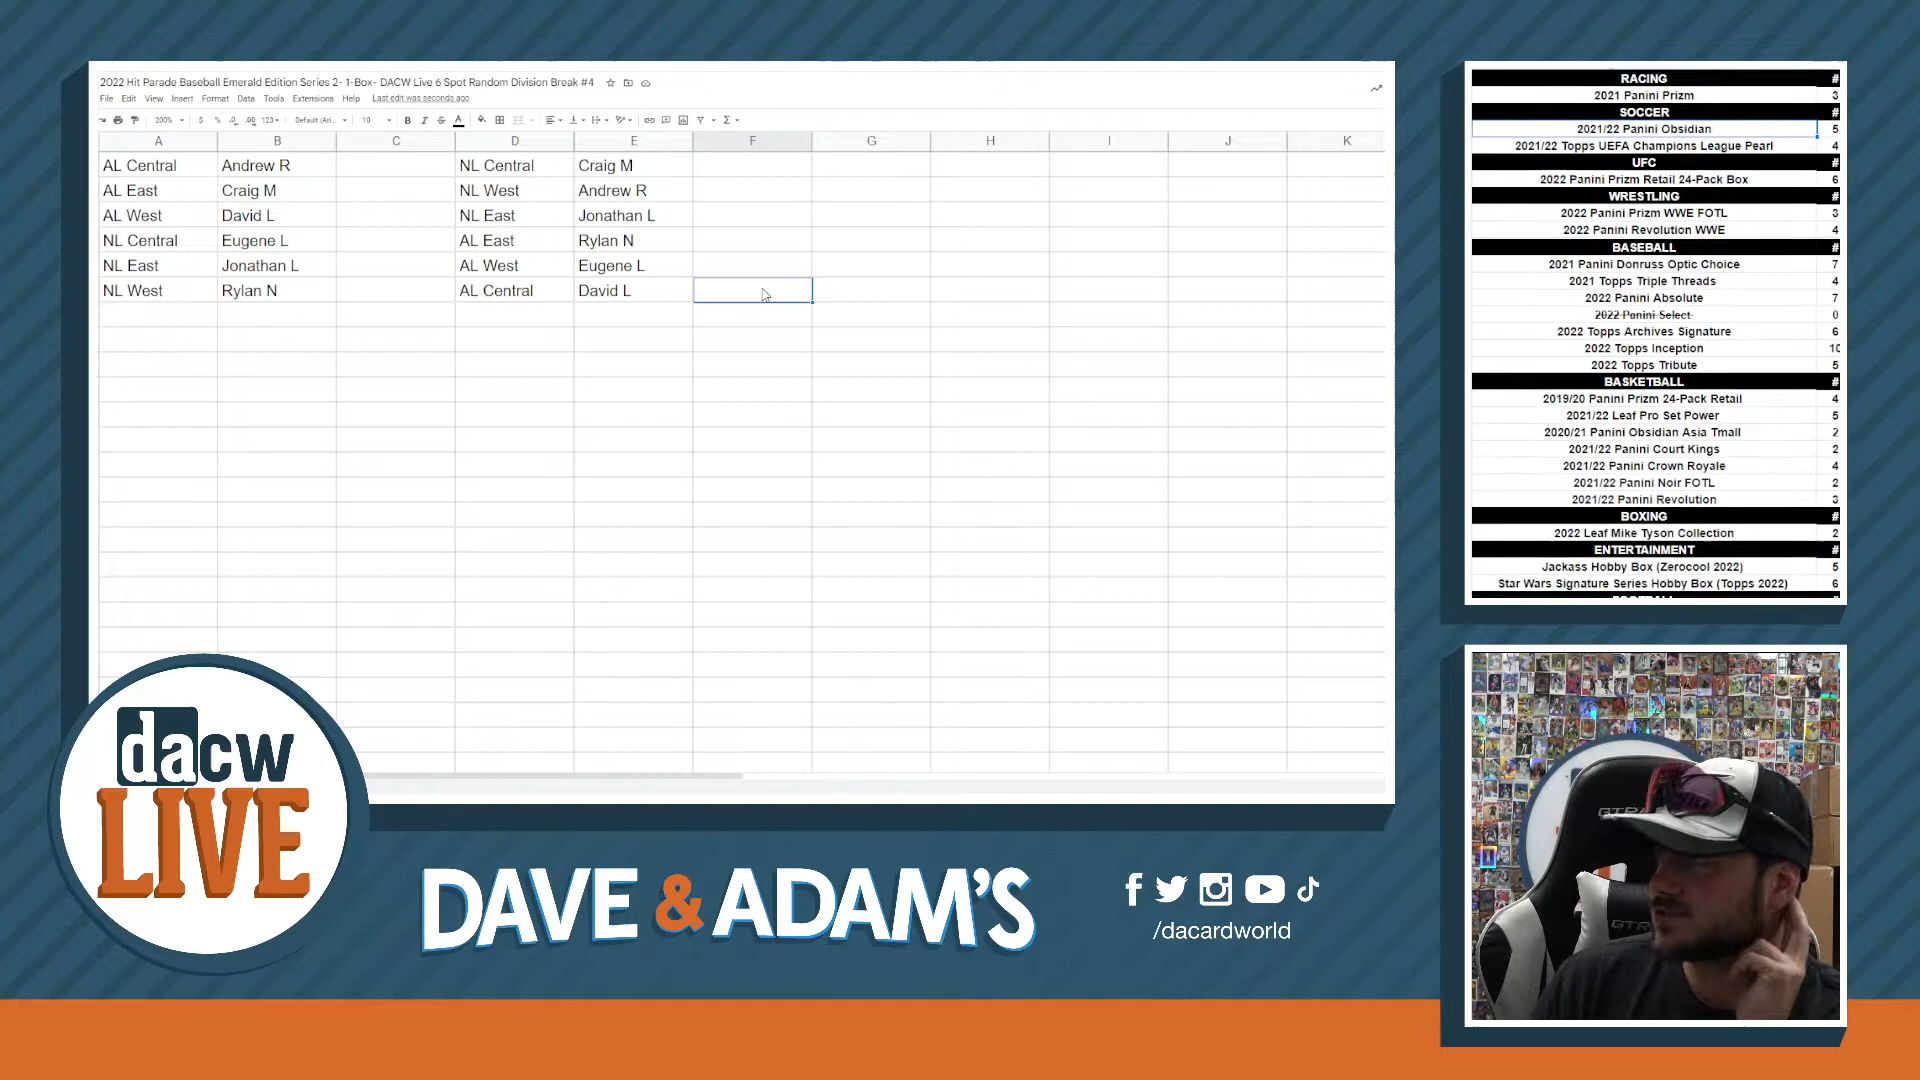 2022 Hit Parade Baseball Emerald Edition Series 2- 1-Box- DACW Live 6 Spot Random Division Break #4
File Edit View Insert Format Data Tools Extensions Help Last edit was seconds ago
200% $ % .0 .00 123 Default (Ari... 10 B I S A
A B C D E F G H I J K
AL Central Andrew R NL Central Craig M
AL East Craig M NL West Andrew R
AL West David L NL East Jonathan L
NL Central Eugene L AL East Rylan N
NL East Jonathan L AL West Eugene L
NL West Rylan N AL Central David L
RACING #
2021 Panini Prizm 3
SOCCER #
2021/22 Panini Obsidian 5
2021/22 Topps UEFA Champions League Pearl 4
UFC #
2022 Panini Prizm Retail 24-Pack Box 6
WRESTLING #
2022 Panini Prizm WWE FOTL 3
2022 Panini Revolution WWE 4
BASEBALL #
2021 Panini Donruss Optic Choice 7
2021 Topps Triple Threads 4
2022 Panini Absolute 7
2022 Panini Select 0
2022 Topps Archives Signature 6
2022 Topps Inception 10
2022 Topps Tribute 5
BASKETBALL #
2019/20 Panini Prizm 24-Pack Retail 4
2021/22 Leaf Pro Set Power 5
2020/21 Panini Obsidian Asia Tmall 2
2021/22 Panini Court Kings 2
2021/22 Panini Crown Royale 4
2021/22 Panini Noir FOTL 2
2021/22 Panini Revolution 3
BOXING #
2022 Leaf Mike Tyson Collection 2
ENTERTAINMENT #
Jackass Hobby Box (Zerocool 2022) 5
Star Wars Signature Series Hobby Box (Topps 2022) 6
dacw
LIVE
DAVE & ADAM'S
/dacardworld